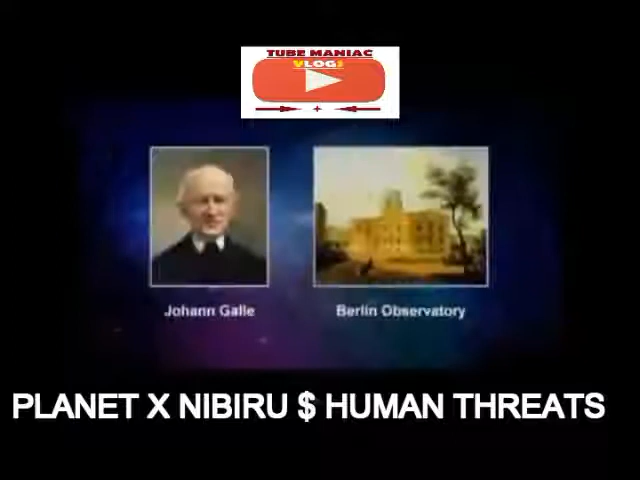 TUBE MANIAC
VLOGS
Johann Galle
Berlin Observatory
PLANET X NIBIRU $ HUMAN THREATS